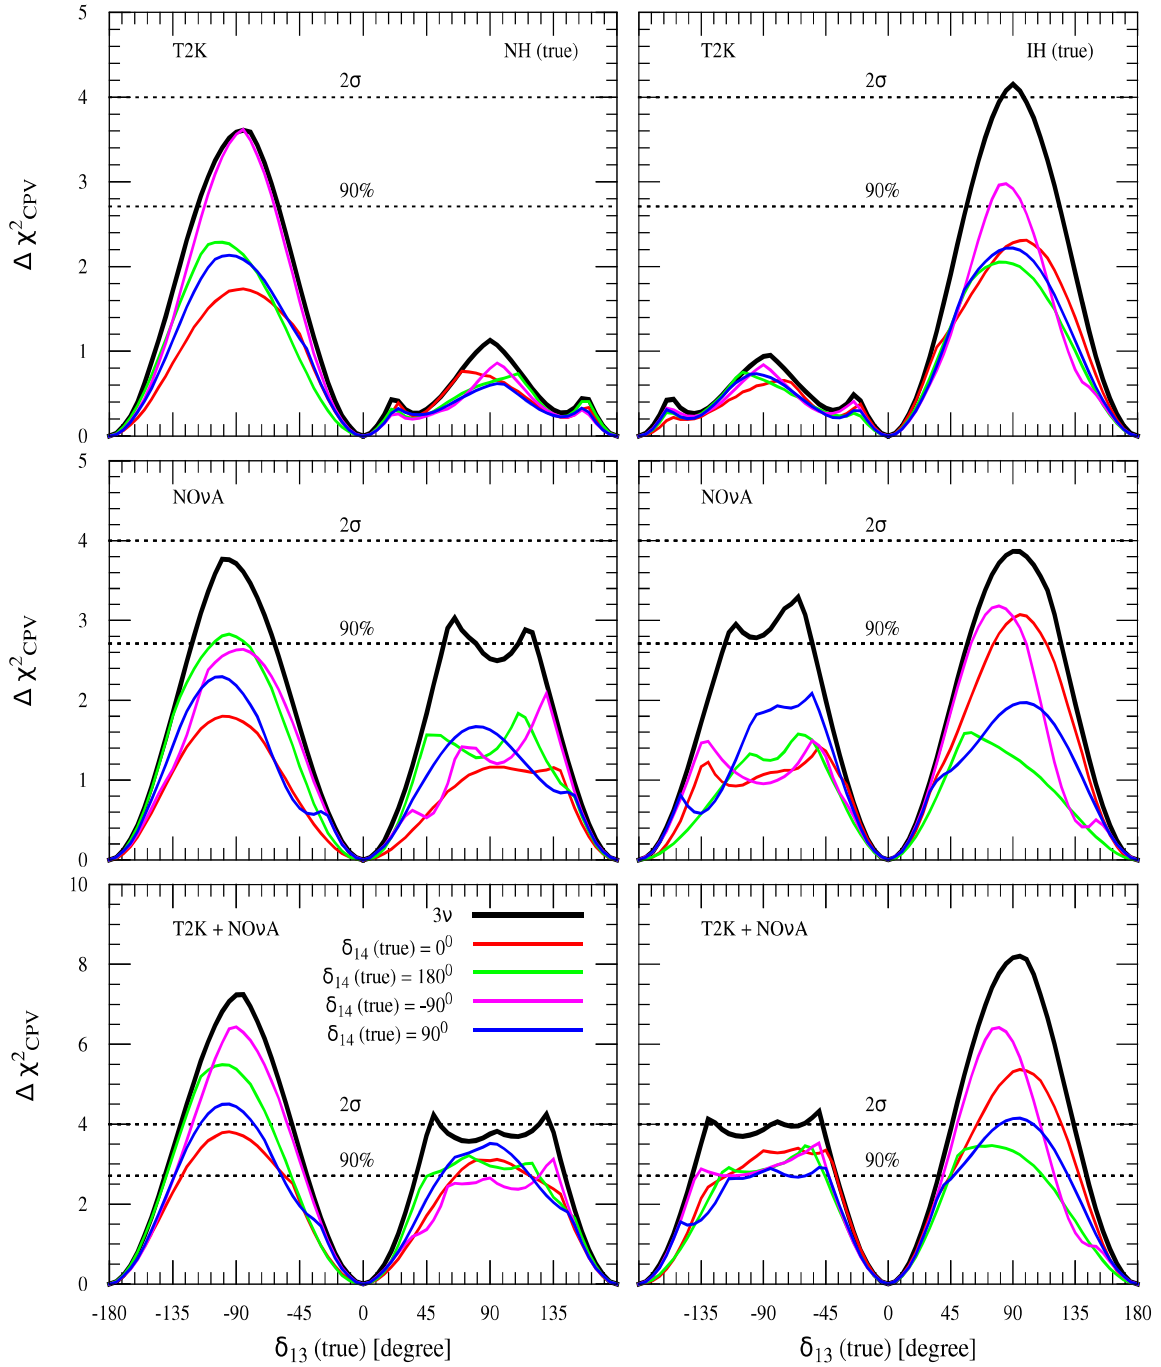 5
4
3
2
1
0
Δ χ²CPV
T2K
NH (true)
2σ
90%
T2K
IH (true)
2σ
90%
5
4
3
2
1
0
Δ χ²CPV
NOνA
2σ
90%
NOνA
2σ
90%
10
8
6
4
2
0
Δ χ²CPV
T2K + NOνA
3ν
δ14 (true) = 0⁰
δ14 (true) = 180⁰
δ14 (true) = -90⁰
δ14 (true) = 90⁰
2σ
90%
T2K + NOνA
2σ
90%
-180 -135 -90 -45 0 45 90 135
-135 -90 -45 0 45 90 135 180
δ13 (true) [degree]
δ13 (true) [degree]